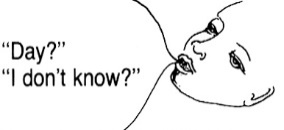 “Day?”
“I don’t know?”